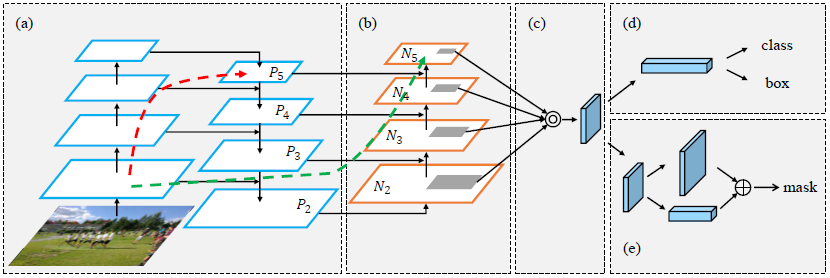 (a)
(b)
(c)
(d)
(e)
P5
P4
P3
P2
N5
N4
N3
N2
class
box
mask